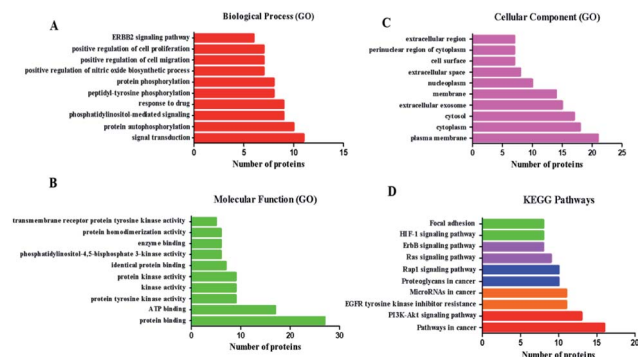 A
Biological Process (GO)
ERBB2 signaling pathway
positive regulation of cell proliferation
positive regulation of cell migration
positive regulation of nitric oxide biosynthetic process
protein phosphorylation
peptidyl-tyrosine phosphorylation
response to drug
phosphatidylinositol-mediated signaling
protein autophosphorylation
signal transduction
0 5 10 15
Number of proteins
B
Molecular Function (GO)
transmembrane receptor protein tyrosine kinase activity
protein homodimerization activity
enzyme binding
phosphatidylinositol-4,5-bisphosphate 3-kinase activity
identical protein binding
protein kinase activity
kinase activity
protein tyrosine kinase activity
ATP binding
protein binding
0 10 20 30
Number of proteins
C
Cellular Component (GO)
extracellular region
perinuclear region of cytoplasm
cell surface
extracellular space
nucleoplasm
membrane
extracellular exosome
cytosol
cytoplasm
plasma membrane
0 5 10 15 20 25
Number of proteins
D
KEGG Pathways
Focal adhesion
HIF-1 signaling pathway
ErbB signaling pathway
Ras signaling pathway
Rap1 signaling pathway
Proteoglycans in cancer
MicroRNAs in cancer
EGFR tyrosine kinase inhibitor resistance
PI3K-Akt signaling pathway
Pathways in cancer
0 5 10 15 20
Number of proteins